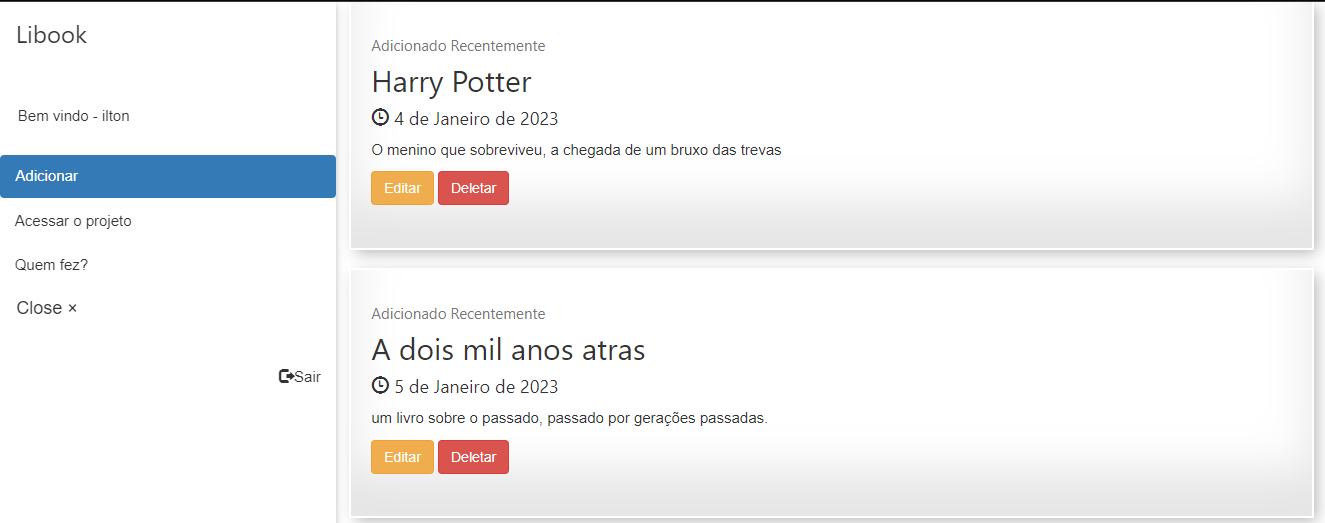 Libook
Bem vindo - ilton
Adicionar
Acessar o projeto
Quem fez?
Close ×
Sair
Adicionado Recentemente
Harry Potter
4 de Janeiro de 2023
O menino que sobreviveu, a chegada de um bruxo das trevas
Editar Deletar
Adicionado Recentemente
A dois mil anos atras
5 de Janeiro de 2023
um livro sobre o passado, passado por gerações passadas.
Editar Deletar